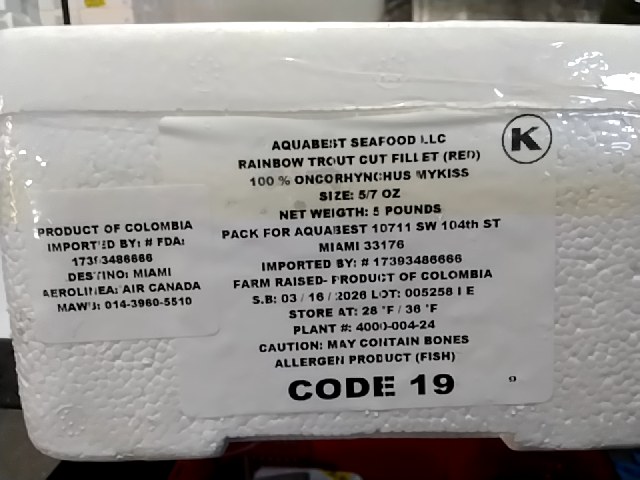 AQUABEST SEAFOOD LLC
K
RAINBOW TROUT CUT FILLET (RED)
100 % ONCORHYNCHUS MYKISS
SIZE: 5/7 OZ
NET WEIGTH: 5 POUNDS
PACK FOR AQUABEST 10711 SW 104th ST
MIAMI 33176
IMPORTED BY: # 17393486666
FARM RAISED- PRODUCT OF COLOMBIA
S.B: 03 / 16 / 2026 LOT: 005258 I E
STORE AT: 28 °F / 36 °F
PLANT #: 4000-004-24
CAUTION: MAY CONTAIN BONES
ALLERGEN PRODUCT (FISH)
CODE 19
PRODUCT OF COLOMBIA
IMPORTED BY: # FDA:
17393486666
DESTINO: MIAMI
AEROLINEA: AIR CANADA
MAWB: 014-3960-5510